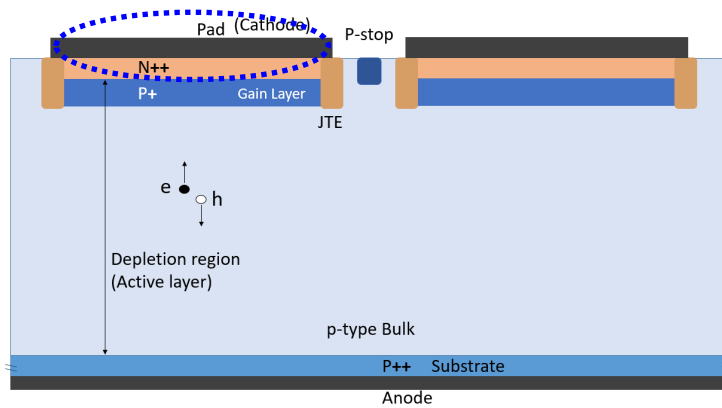 Pad (Cathode)
P-stop
N++
P+
Gain Layer
JTE
e
h
Depletion region
(Active layer)
p-type Bulk
P++ Substrate
Anode